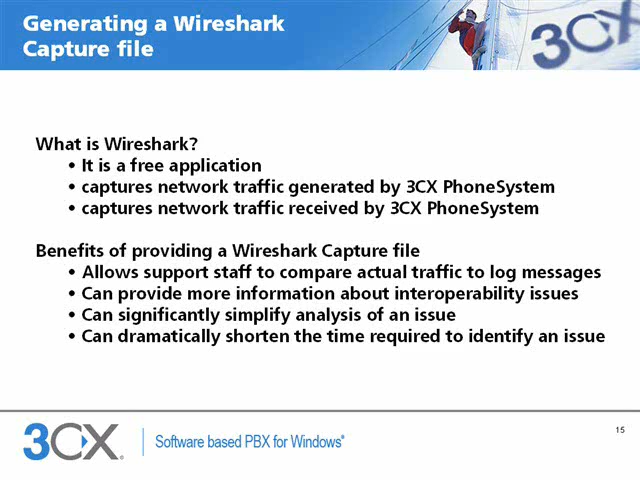 Generating a Wireshark
Capture file
3CX
What is Wireshark?
• It is a free application
• captures network traffic generated by 3CX PhoneSystem
• captures network traffic received by 3CX PhoneSystem
Benefits of providing a Wireshark Capture file
• Allows support staff to compare actual traffic to log messages
• Can provide more information about interoperability issues
• Can significantly simplify analysis of an issue
• Can dramatically shorten the time required to identify an issue
3CX®
Software based PBX for Windows®
15